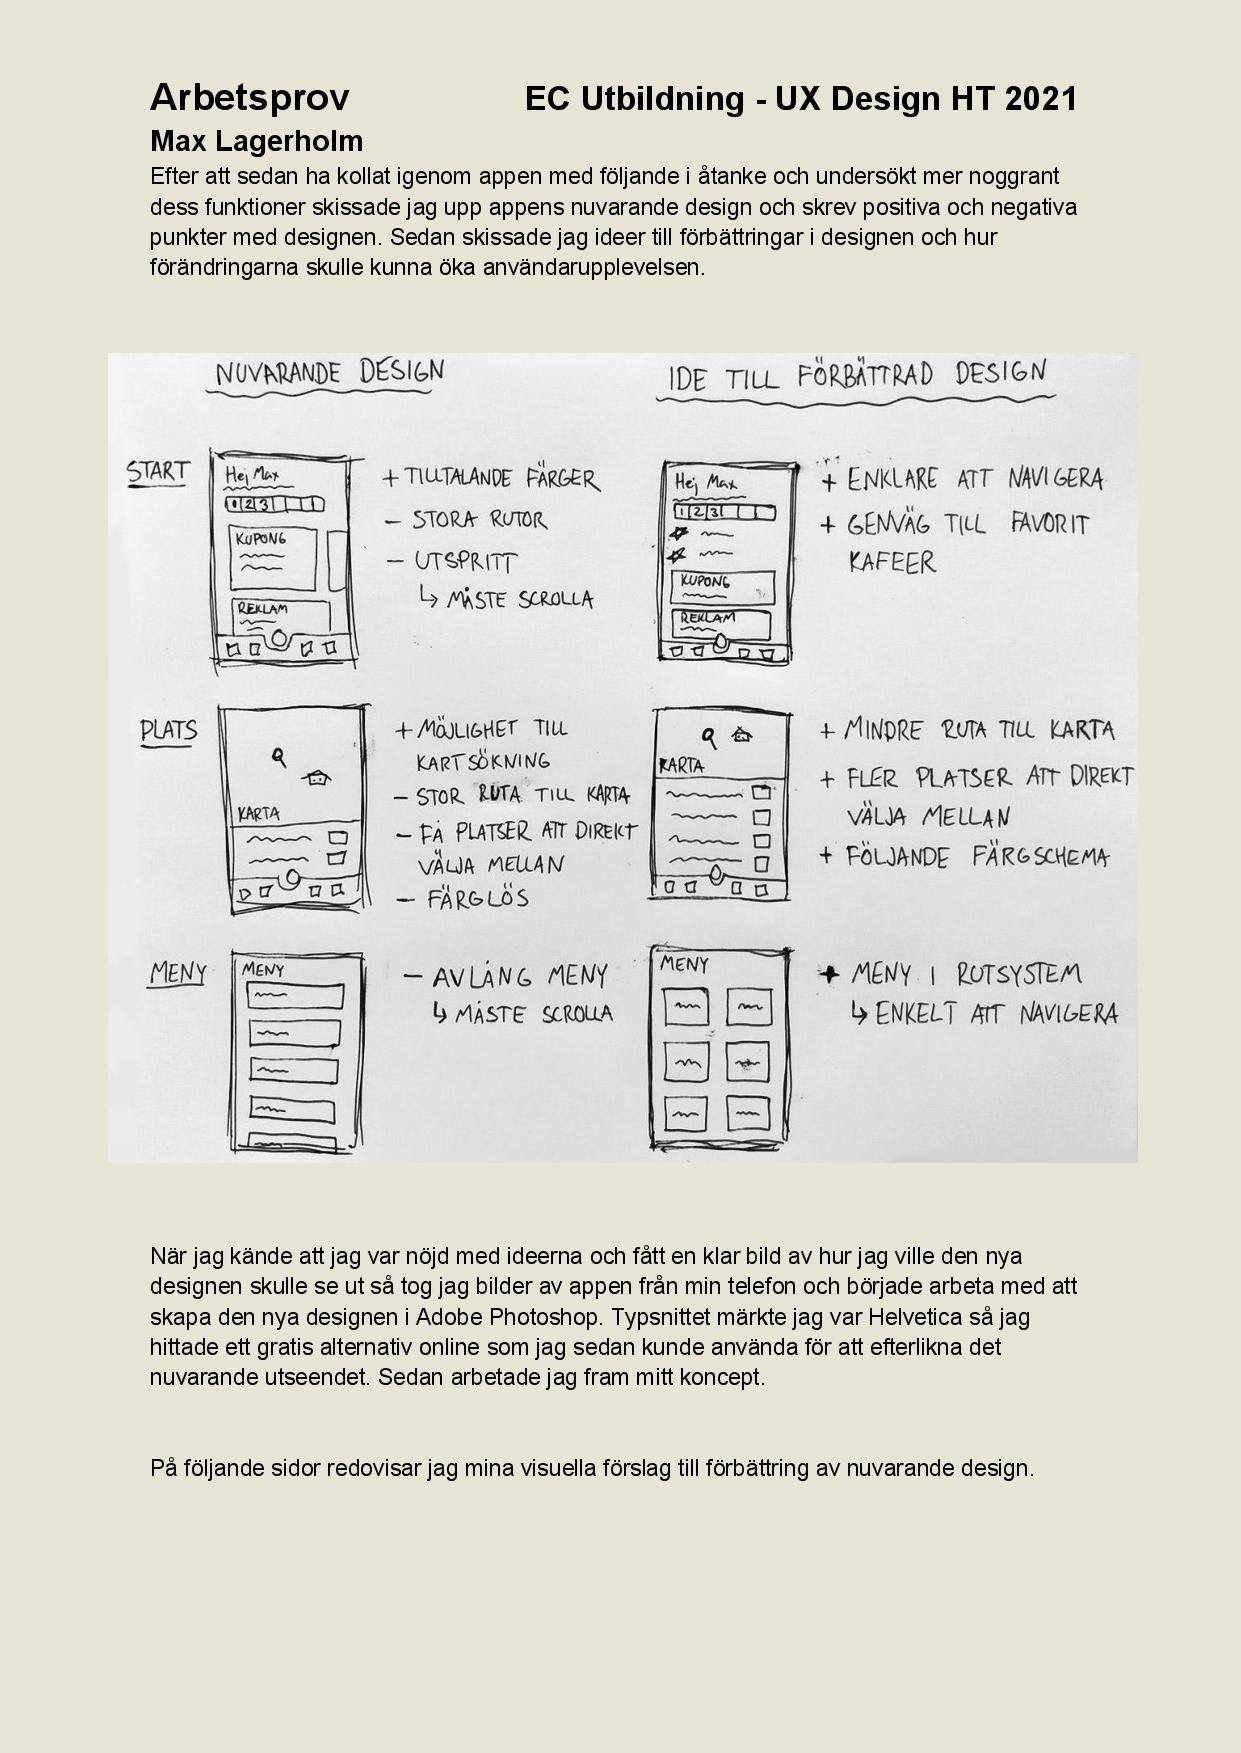 Arbetsprov EC Utbildning - UX Design HT 2021
Max Lagerholm
Efter att sedan ha kollat igenom appen med följande i åtanke och undersökt mer noggrant
dess funktioner skissade jag upp appens nuvarande design och skrev positiva och negativa
punkter med designen. Sedan skissade jag ideer till förbättringar i designen och hur
förändringarna skulle kunna öka användarupplevelsen.
NUVARANDE DESIGN
IDE TILL FÖRBÄTTRAD DESIGN
START
Hej Max
1 2 3
KUPONG
REKLAM
+ TILLTALANDE FÄRGER
- STORA RUTOR
- UTSPRITT
↳ MÅSTE SCROLLA
Hej Max
1 2 3
KUPONG
REKLAM
+ ENKLARE ATT NAVIGERA
+ GENVÄG TILL FAVORIT
KAFEER
PLATS
KARTA
+ MÖJLIGHET TILL
KARTSÖKNING
- STOR RUTA TILL KARTA
- FÅ PLATSER ATT DIREKT
VÄLJA MELLAN
- FÄRGLÖS
KARTA
+ MINDRE RUTA TILL KARTA
+ FLER PLATSER ATT DIREKT
VÄLJA MELLAN
+ FÖLJANDE FÄRGSCHEMA
MENY
MENY
- AVLÅNG MENY
↳ MÅSTE SCROLLA
MENY
+ MENY I RUTSYSTEM
↳ ENKELT ATT NAVIGERA
När jag kände att jag var nöjd med ideerna och fått en klar bild av hur jag ville den nya
designen skulle se ut så tog jag bilder av appen från min telefon och började arbeta med att
skapa den nya designen i Adobe Photoshop. Typsnittet märkte jag var Helvetica så jag
hittade ett gratis alternativ online som jag sedan kunde använda för att efterlikna det
nuvarande utseendet. Sedan arbetade jag fram mitt koncept.
På följande sidor redovisar jag mina visuella förslag till förbättring av nuvarande design.